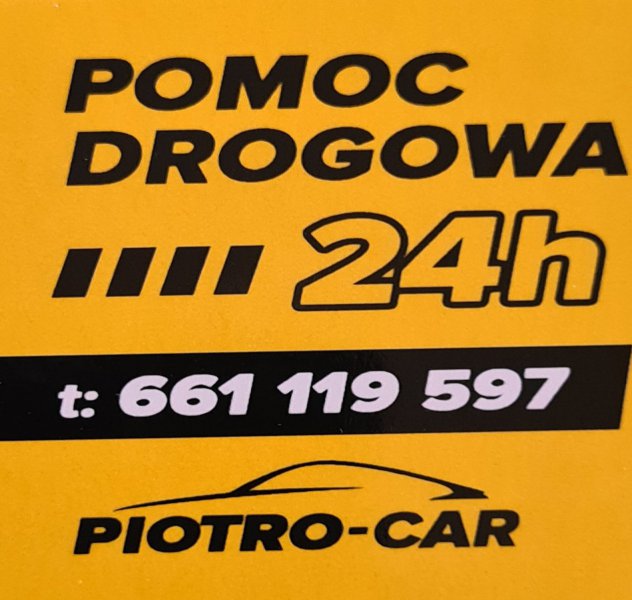 POMOC
DROGOWA
24h
t: 661 119 597
PIOTRO-CAR